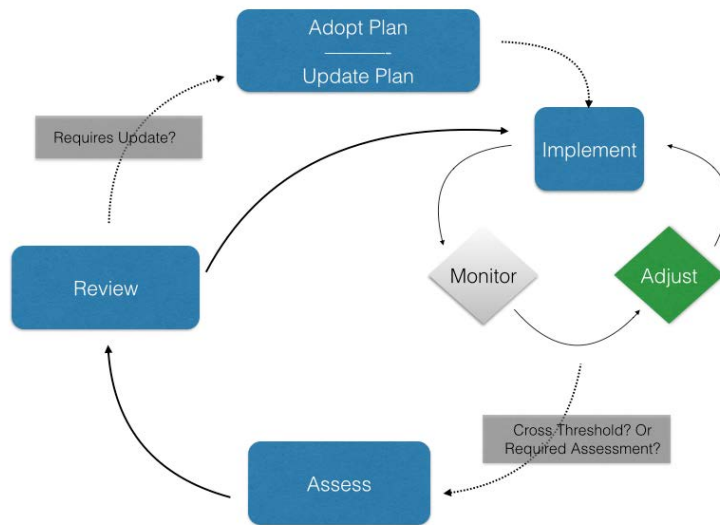 Adopt Plan
Update Plan
Requires Update?
Implement
Monitor
Adjust
Review
Cross Threshold? Or
Required Assessment?
Assess